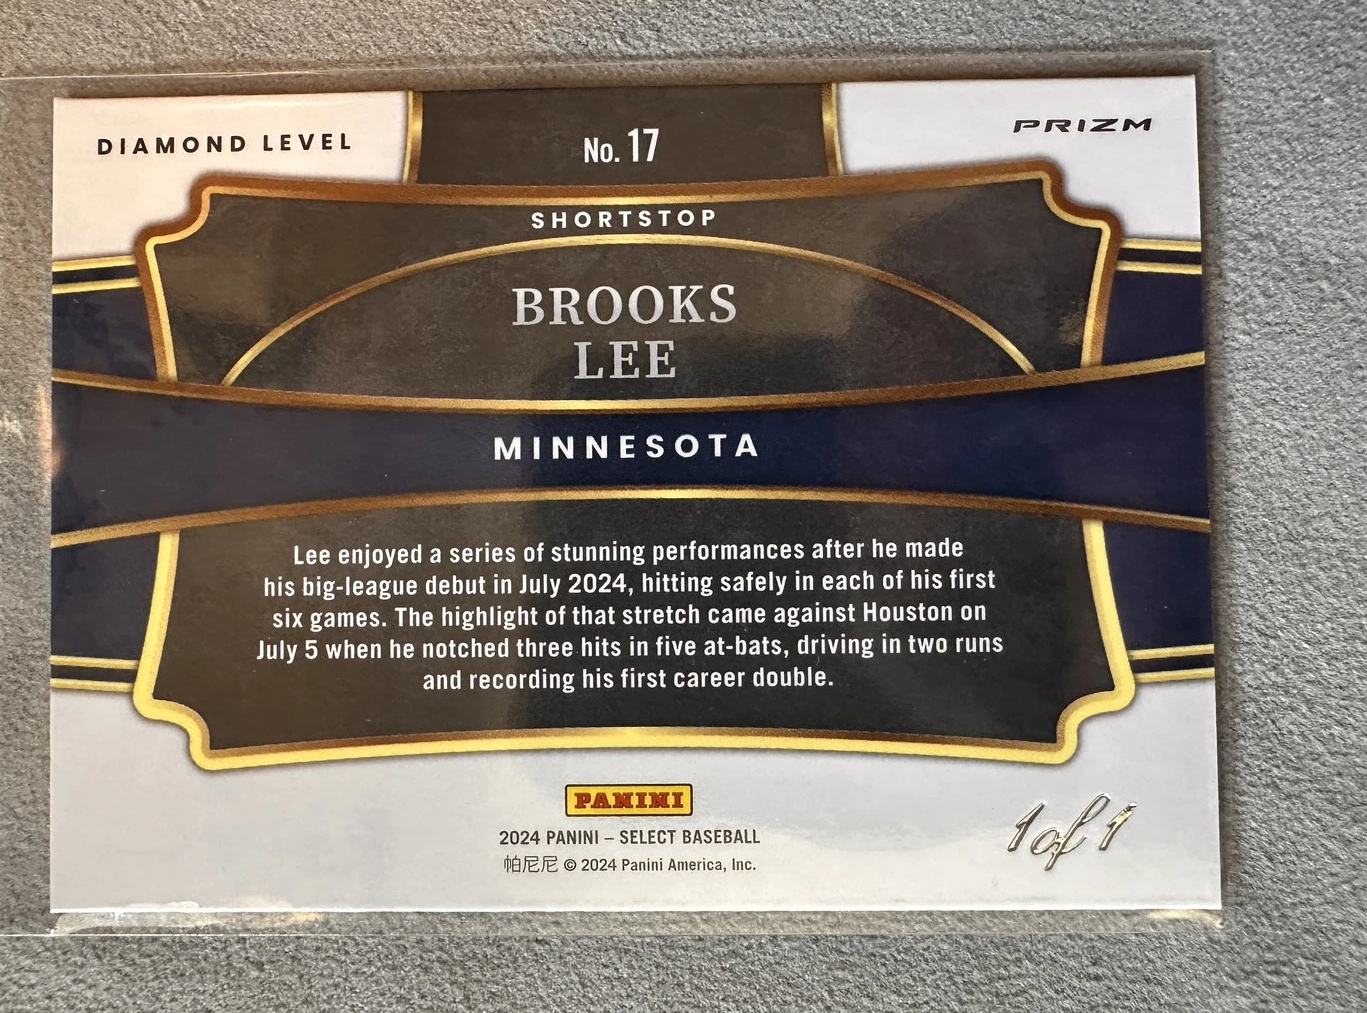 DIAMOND LEVEL
No. 17
PRIZM
SHORTSTOP
BROOKS
LEE
MINNESOTA
Lee enjoyed a series of stunning performances after he made
his big-league debut in July 2024, hitting safely in each of his first
six games. The highlight of that stretch came against Houston on
July 5 when he notched three hits in five at-bats, driving in two runs
and recording his first career double.
PANINI
2024 PANINI – SELECT BASEBALL
帕尼尼 © 2024 Panini America, Inc.
1 of 1